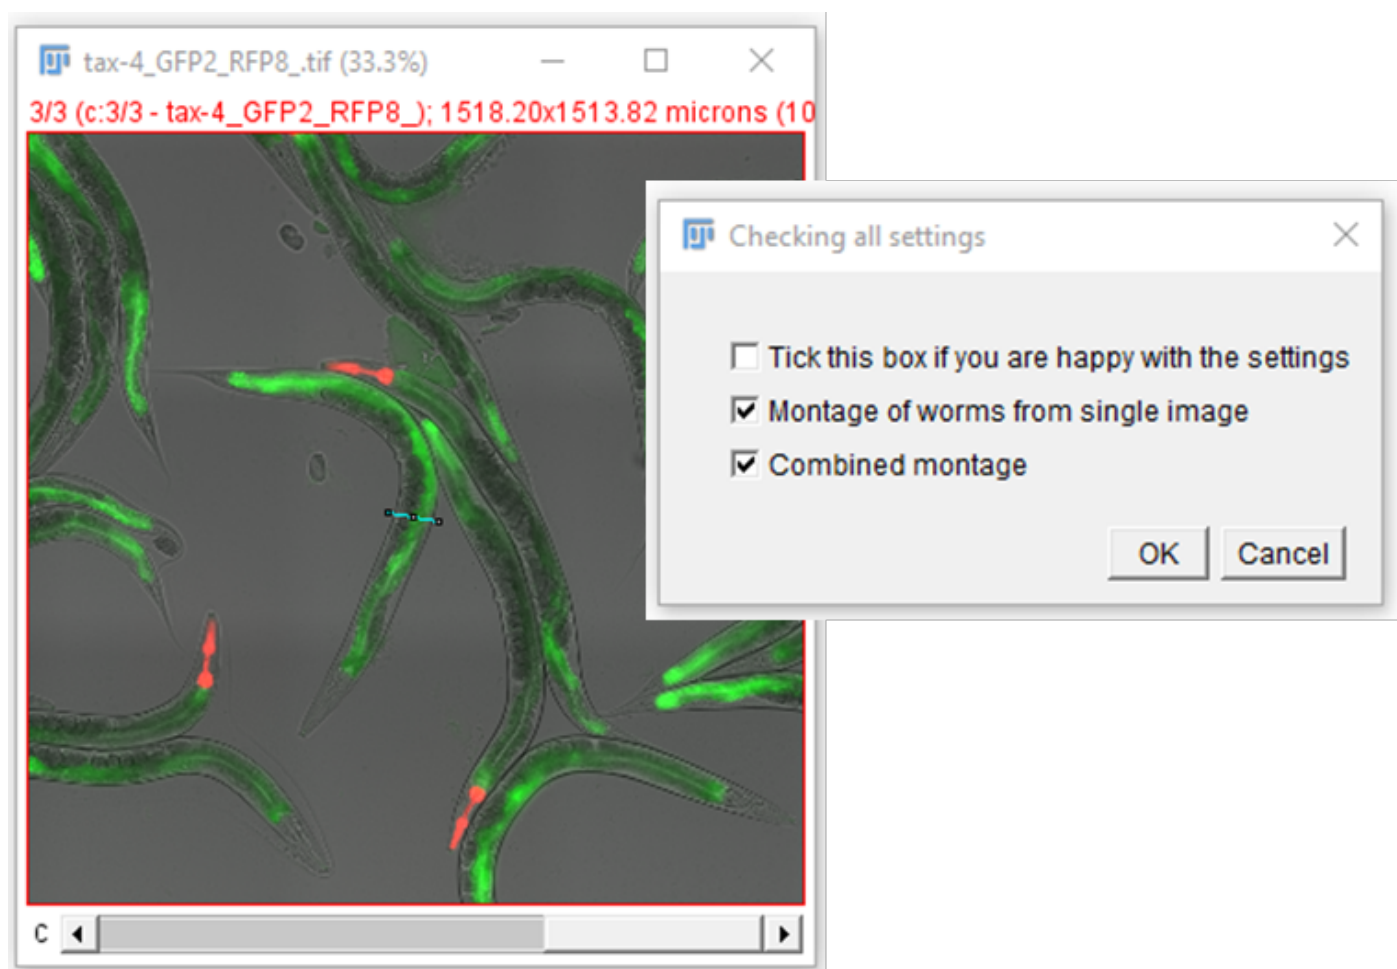 tax-4_GFP2_RFP8_.tif (33.3%)
3/3 (c:3/3 - tax-4_GFP2_RFP8_); 1518.20x1513.82 microns (10
Checking all settings
Tick this box if you are happy with the settings
Montage of worms from single image
Combined montage
OK Cancel
C